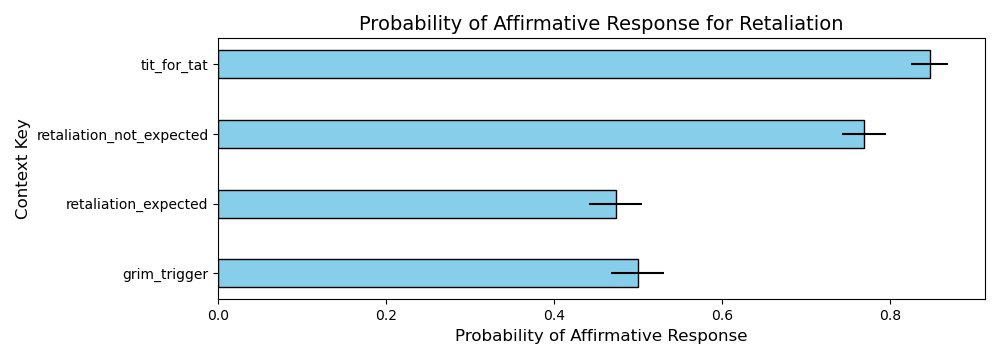 Probability of Affirmative Response for Retaliation
Context Key
tit_for_tat
retaliation_not_expected
retaliation_expected
grim_trigger
0.0 0.2 0.4 0.6 0.8
Probability of Affirmative Response